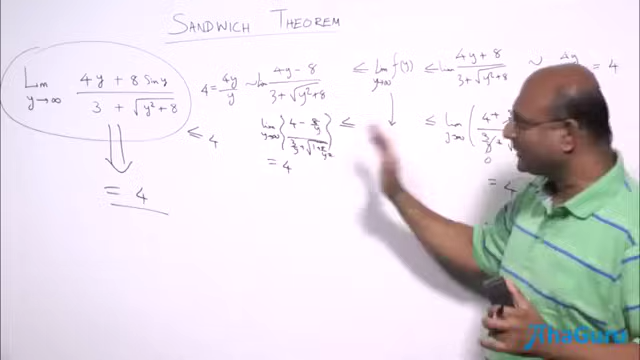 SANDWICH THEOREM
Lim y→∞ (4y + 8 Sin y) / (3 + √(y²+8))
= 4
4 = 4y/y ~ Lim (4y − 8) / (3 + √(y²+8)) ≤ Lim y→∞ f(y) ≤ Lim (4y + 8) / (3 + √(y²+8)) ~ 4y = 4
≤ 4
Lim y→∞ { (4 − 8/y) / (3/y + √(1+8/y²)) } ≤
= 4
≤ Lim y→∞ ( 4 +
0
= 4
πthaGurus